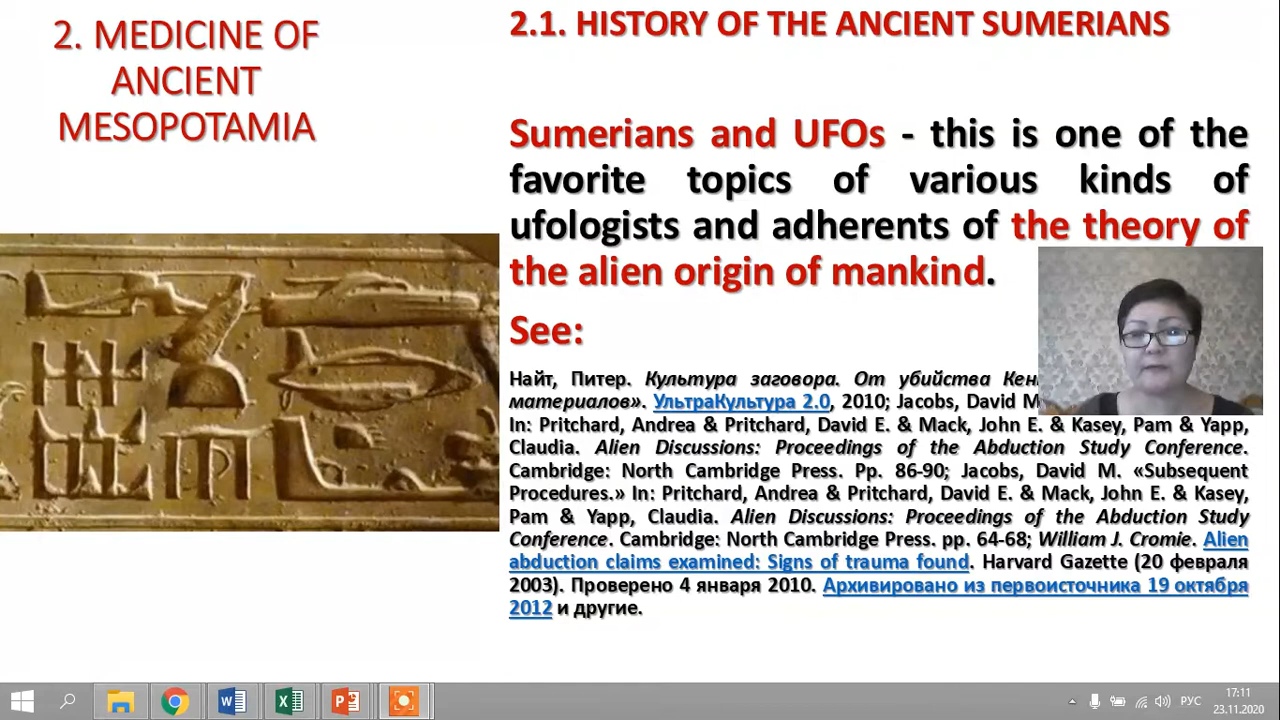 2. MEDICINE OF
ANCIENT
MESOPOTAMIA
2.1. HISTORY OF THE ANCIENT SUMERIANS
Sumerians and UFOs - this is one of the
favorite topics of various kinds of
ufologists and adherents of the theory of
the alien origin of mankind.
See:
Найт, Питер. Культура заговора. От убийства
материалов». УльтраКультура 2.0, 2010; Jacobs, David
In: Pritchard, Andrea & Pritchard, David E. & Mack, John E. & Kasey, Pam & Yapp,
Claudia. Alien Discussions: Proceedings of the Abduction Study Conference.
Cambridge: North Cambridge Press. Pp. 86-90; Jacobs, David M. «Subsequent
Procedures.» In: Pritchard, Andrea & Pritchard, David E. & Mack, John E. & Kasey,
Pam & Yapp, Claudia. Alien Discussions: Proceedings of the Abduction Study
Conference. Cambridge: North Cambridge Press. pp. 64-68; William J. Cromie. Alien
abduction claims examined: Signs of trauma found. Harvard Gazette (20 февраля
2003). Проверено 4 января 2010. Архивировано из первоисточника 19 октября
2012 и другие.
РУС
17:11
23.11.2020